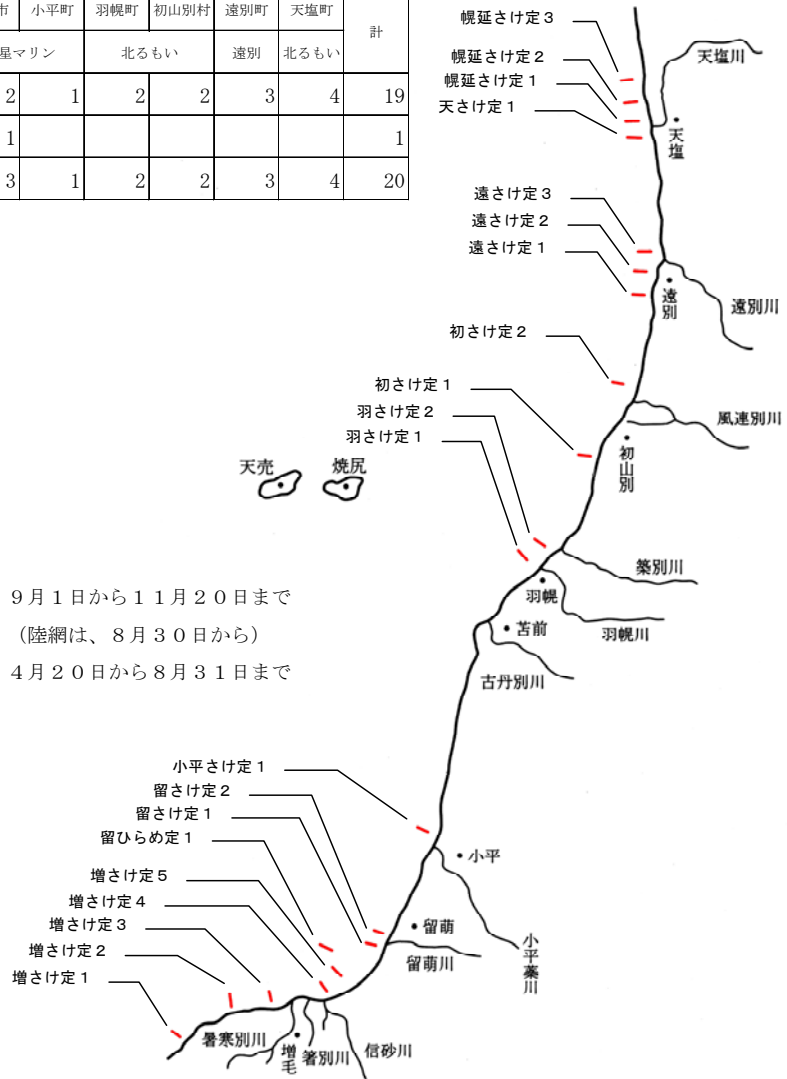 市 小平町 羽幌町 初山別村 遠別町 天塩町 計
星マリン 北るもい 遠別 北るもい
2 1 2 2 3 4 19
1 1
3 1 2 2 3 4 20
幌延さけ定3
天塩川
幌延さけ定2
幌延さけ定1
天さけ定1
天塩
遠さけ定3
遠さけ定2
遠さけ定1
遠別
遠別川
初さけ定2
初さけ定1
羽さけ定2
風連別川
羽さけ定1
初山別
天売 焼尻
築別川
9月1日から11月20日まで
羽幌
(陸網は、8月30日から)
苫前
羽幌川
4月20日から8月31日まで
古丹別川
小平さけ定1
留さけ定2
留さけ定1
留ひらめ定1
小平
増さけ定5
増さけ定4
増さけ定3
留萌
小平蘂川
増さけ定2
留萌川
増さけ定1
暑寒別川
増毛
箸別川
信砂川